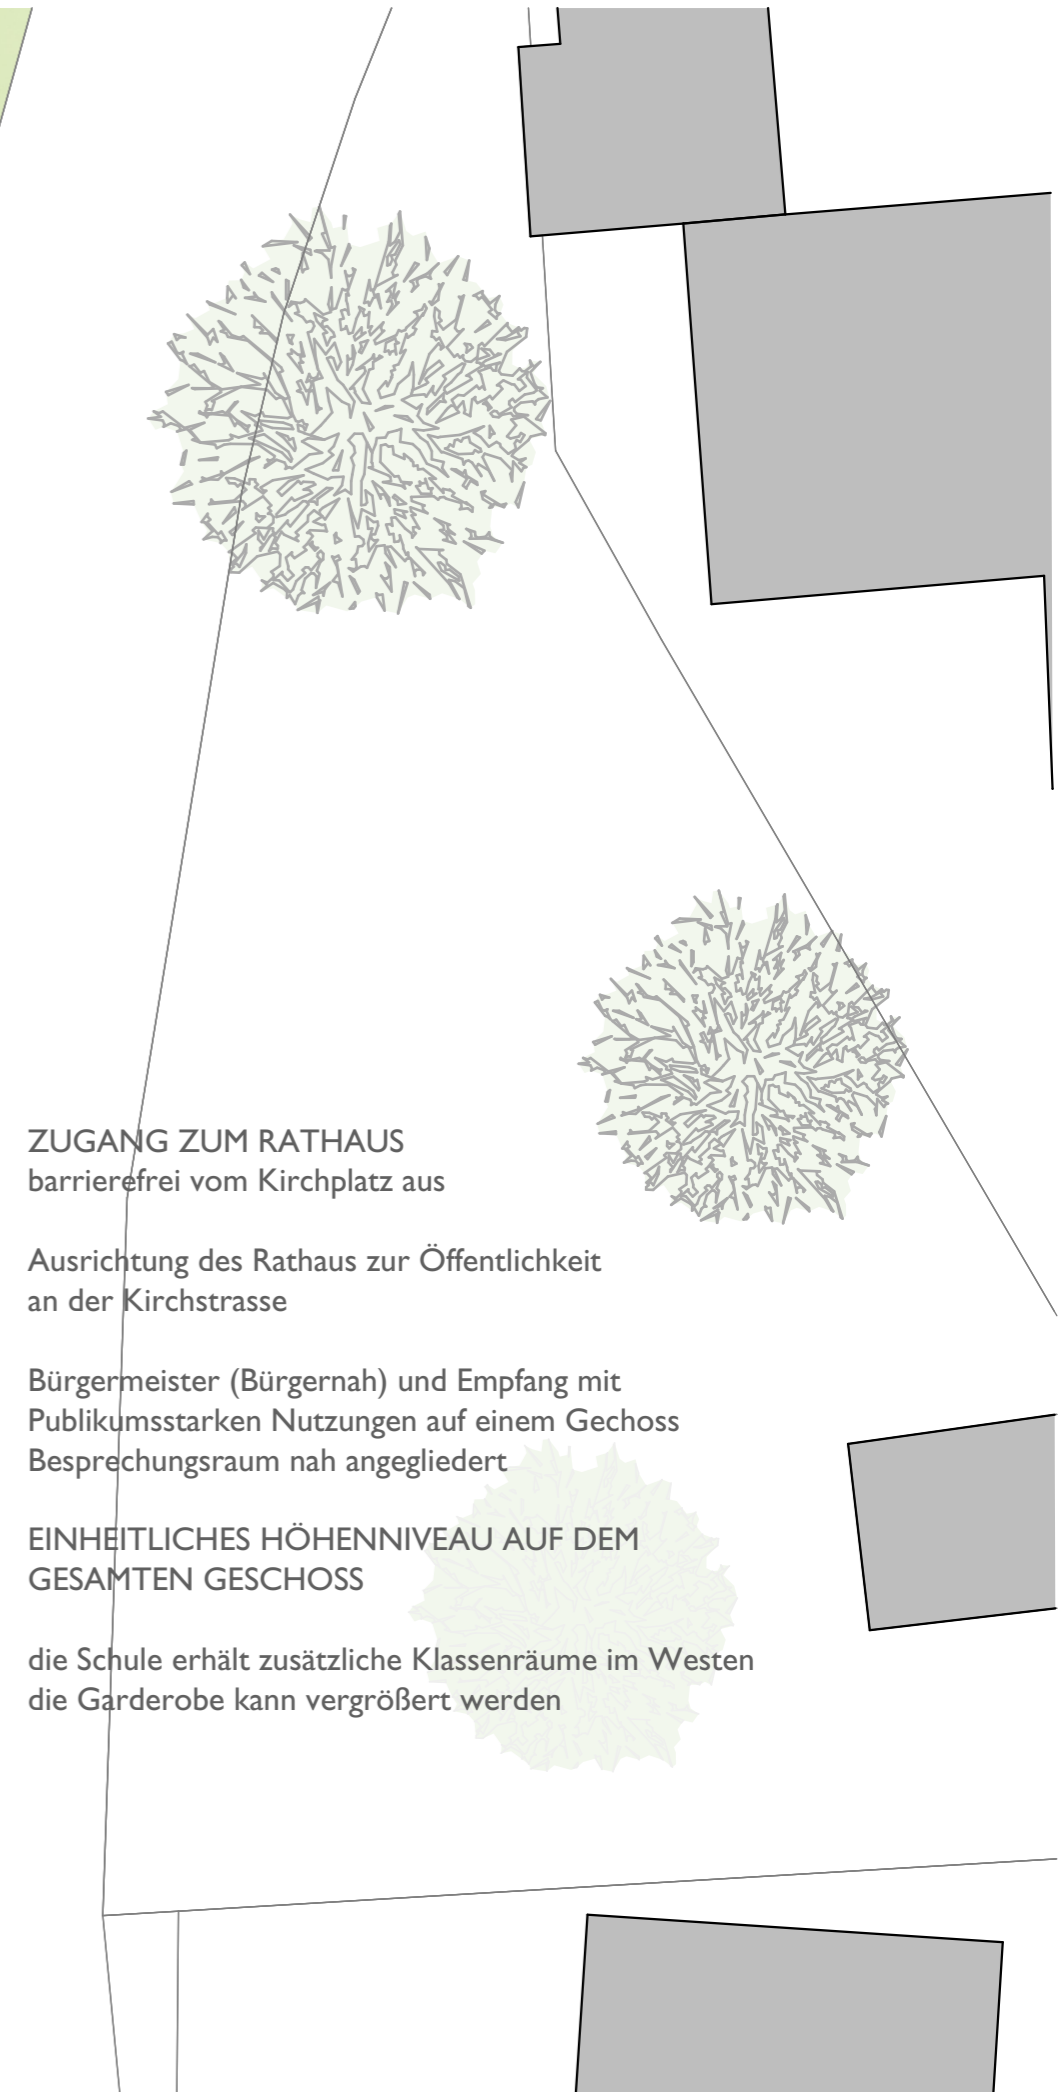 ZUGANG ZUM RATHAUS
barrierefrei vom Kirchplatz aus
Ausrichtung des Rathaus zur Öffentlichkeit
an der Kirchstrasse
Bürgermeister (Bürgernah) und Empfang mit
Publikumsstarken Nutzungen auf einem Gechoss
Besprechungsraum nah angegliedert
EINHEITLICHES HÖHENNIVEAU AUF DEM
GESAMTEN GESCHOSS
die Schule erhält zusätzliche Klassenräume im Westen
die Garderobe kann vergrößert werden